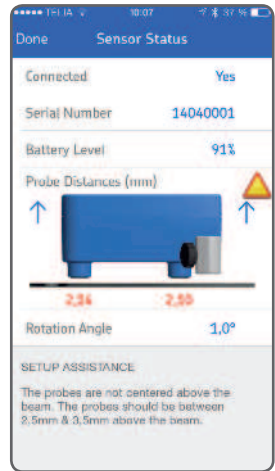 TELIA 10:07 37 %
Done Sensor Status
Connected Yes
Serial Number 14040001
Battery Level 91%
Probe Distances (mm)
2,24 2,50
Rotation Angle 1,0°
SETUP ASSISTANCE
The probes are not centered above the
beam. The probes should be between
2,5mm & 3,5mm above the beam.